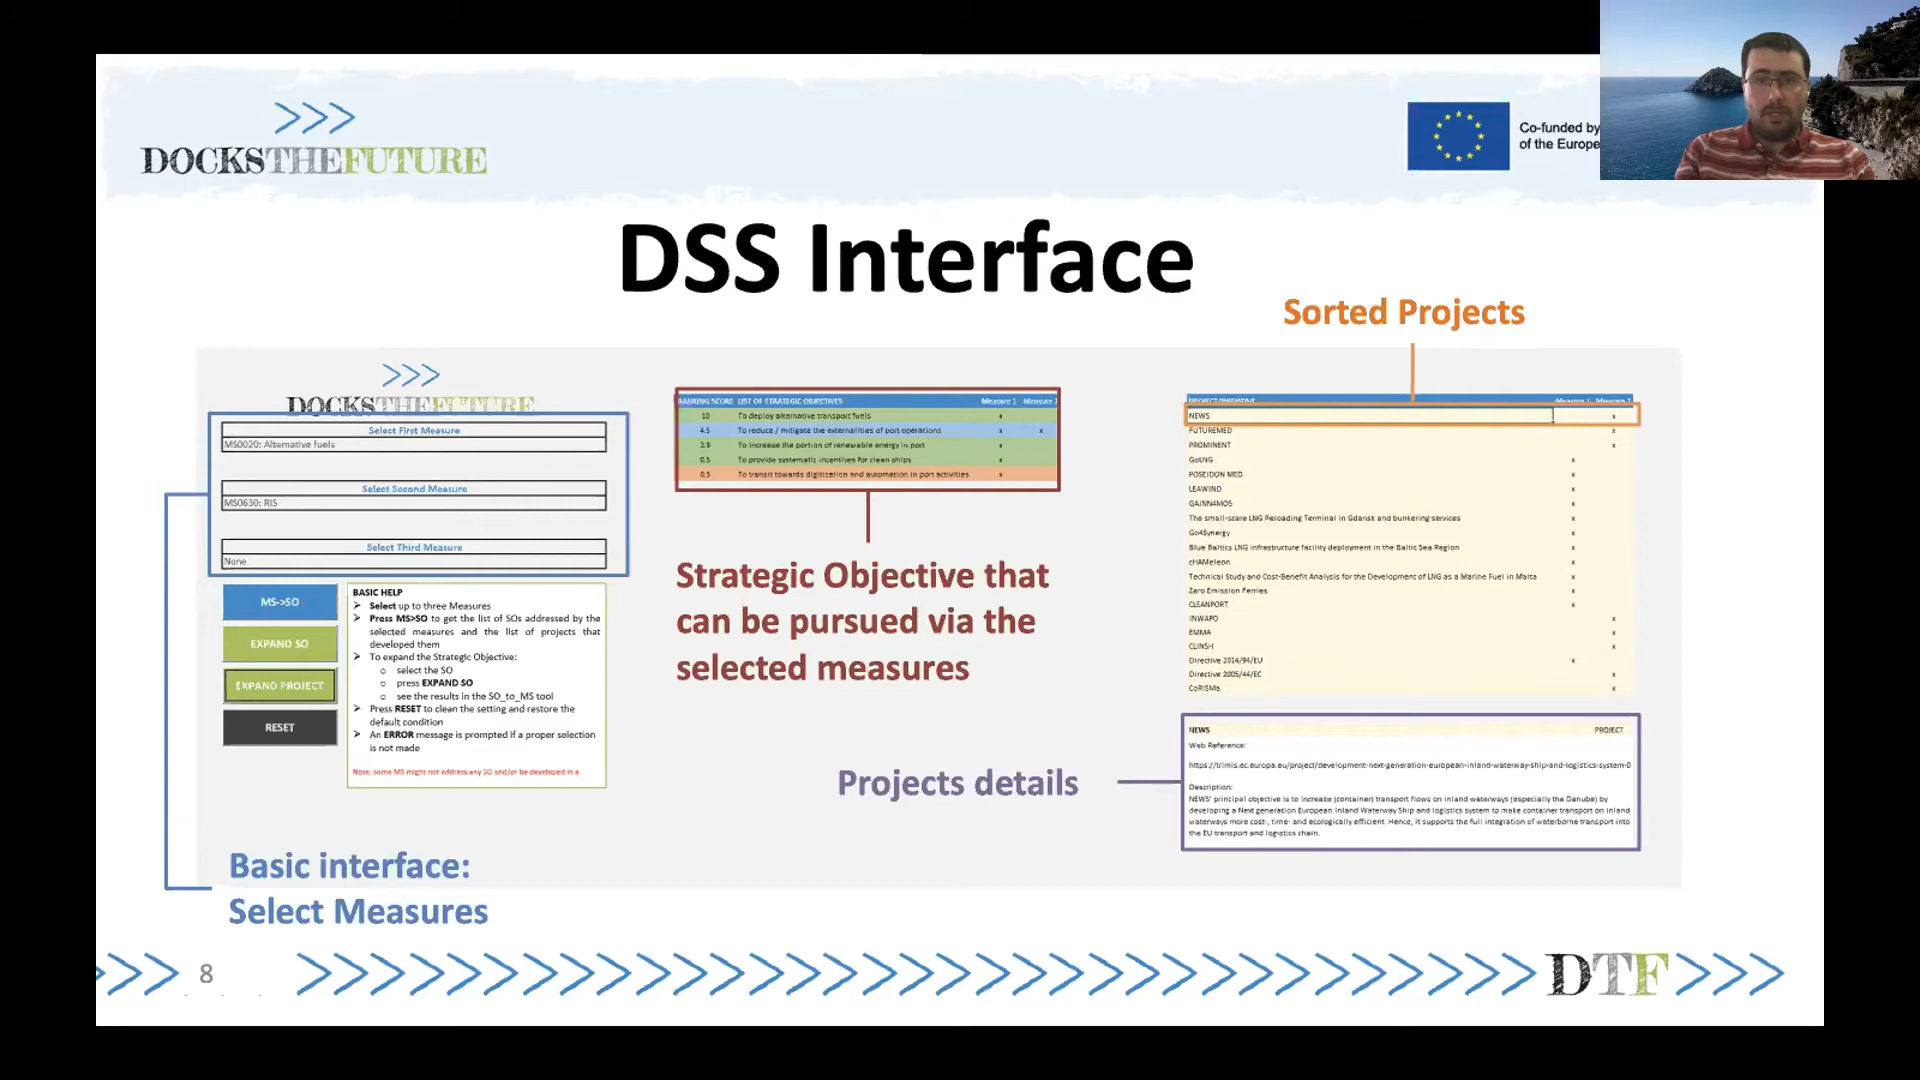 DOCKSTHEFUTURE
Co-funded by
of the Europe
DSS Interface
Sorted Projects
DOCKSTHEFUTURE
Select First Measure
MS0020: Alternative fuels
Select Second Measure
MS0630: RIS
Select Third Measure
None
MS->SO
EXPAND SO
EXPAND PROJECT
RESET
BASIC HELP
Select up to three Measures
Press MS>SO to get the list of SOs addressed by the
selected measures and the list of projects that
developed them
To expand the Strategic Objective:
select the SO
press EXPAND SO
see the results in the SO_to_MS tool
Press RESET to clean the setting and restore the
default condition
An ERROR message is prompted if a proper selection
is not made
Note: some MS might not address any SO and/or be developed in a
RANKING SCORE LIST OF STRATEGIC OBJECTIVES Measure 1 Measure 2
10 To deploy alternative transport fuels x
4.5 To reduce / mitigate the externalities of port operations x x
2.9 To increase the portion of renewable energy in port x
0.5 To provide systematic incentives for clean ships x
0.5 To transit towards digitization and automation in port activities x
Strategic Objective that
can be pursued via the
selected measures
NEWS x
FUTUREMED x
PROMINENT x
GoLNG x
POSEIDON MED x
LEAWIND x
GAINN4MOS x
The small-scale LNG Reloading Terminal in Gdansk and bunkering services x
Go4Synergy x
Blue Baltics LNG infrastructure facility deployment in the Baltic Sea Region x
cHAMeleon x
Technical Study and Cost-Benefit Analysis for the Development of LNG as a Marine Fuel in Malta x
Zero Emission Ferries x
CLEANPORT x
INWAPO x
EMMA x
CLINSH x
Directive 2014/94/EU x
Directive 2005/44/EC x
CoRISMa x
NEWS PROJECT
Web Reference:
https://trimis.ec.europa.eu/project/development-next-generation-european-inland-waterway-ship-and-logistics-system-0
Description:
NEWS' principal objective is to increase (container) transport flows on inland waterways (especially the Danube) by
developing a Next generation European Inland Waterway Ship and logistics system to make container transport on inland
waterways more cost-, time- and ecologically efficient. Hence, it supports the full integration of waterborne transport into
the EU transport and logistics chain.
Projects details
Basic interface:
Select Measures
8
DTF